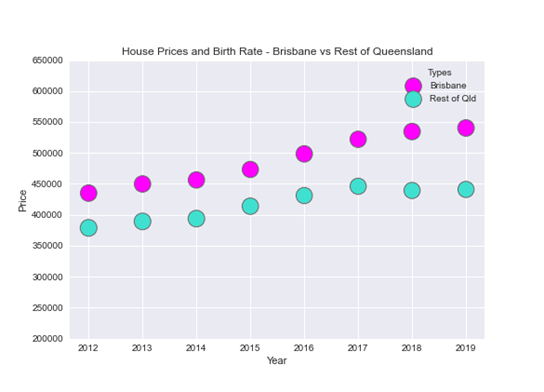 House Prices and Birth Rate - Brisbane vs Rest of Queensland
650000
600000
550000
500000
450000
400000
350000
300000
250000
200000
Price
Types
Brisbane
Rest of Qld
2012 2013 2014 2015 2016 2017 2018 2019
Year